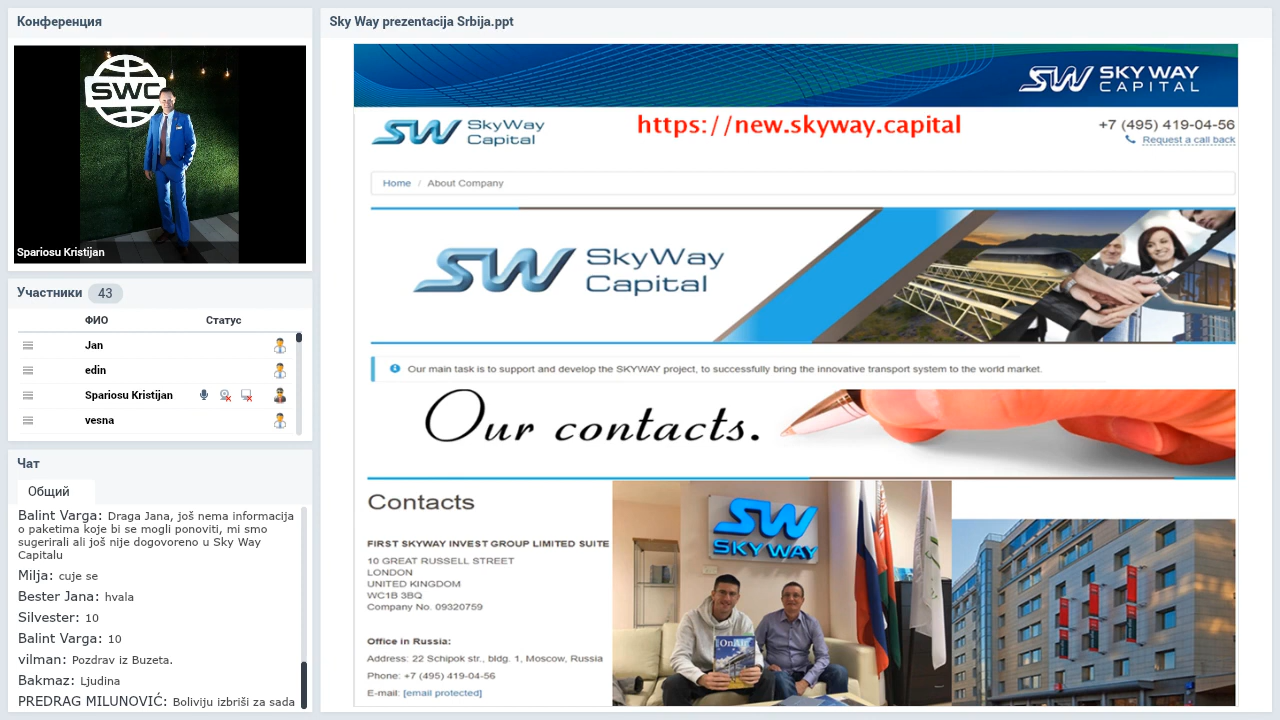 Конференция
SWC
Spariosu Kristijan
Участники 43
ФИО Статус
Jan
edin
Spariosu Kristijan
vesna
Чат
Общий
Balint Varga: Draga Jana, još nema informacija
o paketima koje bi se mogli ponoviti, mi smo
sugerirali ali još nije dogovoreno u Sky Way
Capitalu
Milja: cuje se
Bester Jana: hvala
Silvester: 10
Balint Varga: 10
vilman: Pozdrav iz Buzeta.
Bakmaz: Ljudina
PREDRAG MILUNOVIĆ: Boliviju izbriši za sada
Sky Way prezentacija Srbija.ppt
SW SKY WAY
CAPITAL
SW SkyWay
Capital
https://new.skyway.capital
+7 (495) 419-04-56
Request a call back
Home / About Company
SW SkyWay
Capital
Our main task is to support and develop the SKYWAY project, to successfully bring the innovative transport system to the world market.
Our contacts.
Contacts
FIRST SKYWAY INVEST GROUP LIMITED SUITE
10 GREAT RUSSELL STREET
LONDON
UNITED KINGDOM
WC1B 3BQ
Company No. 09320759
Office in Russia:
Address: 22 Schipok str., bldg. 1, Moscow, Russia
Phone: +7 (495) 419-04-56
E-mail: [email protected]
SW
SKY WAY
OnAir